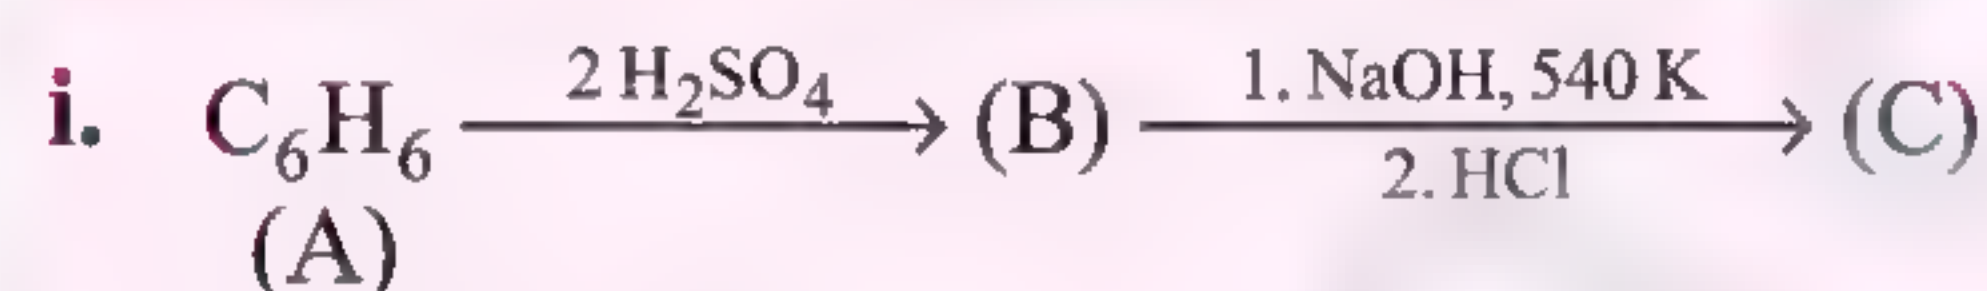 i. C₆H₆ 2 H₂SO₄ → (B) 1. NaOH, 540 K → (C)
2. HCl
(A)